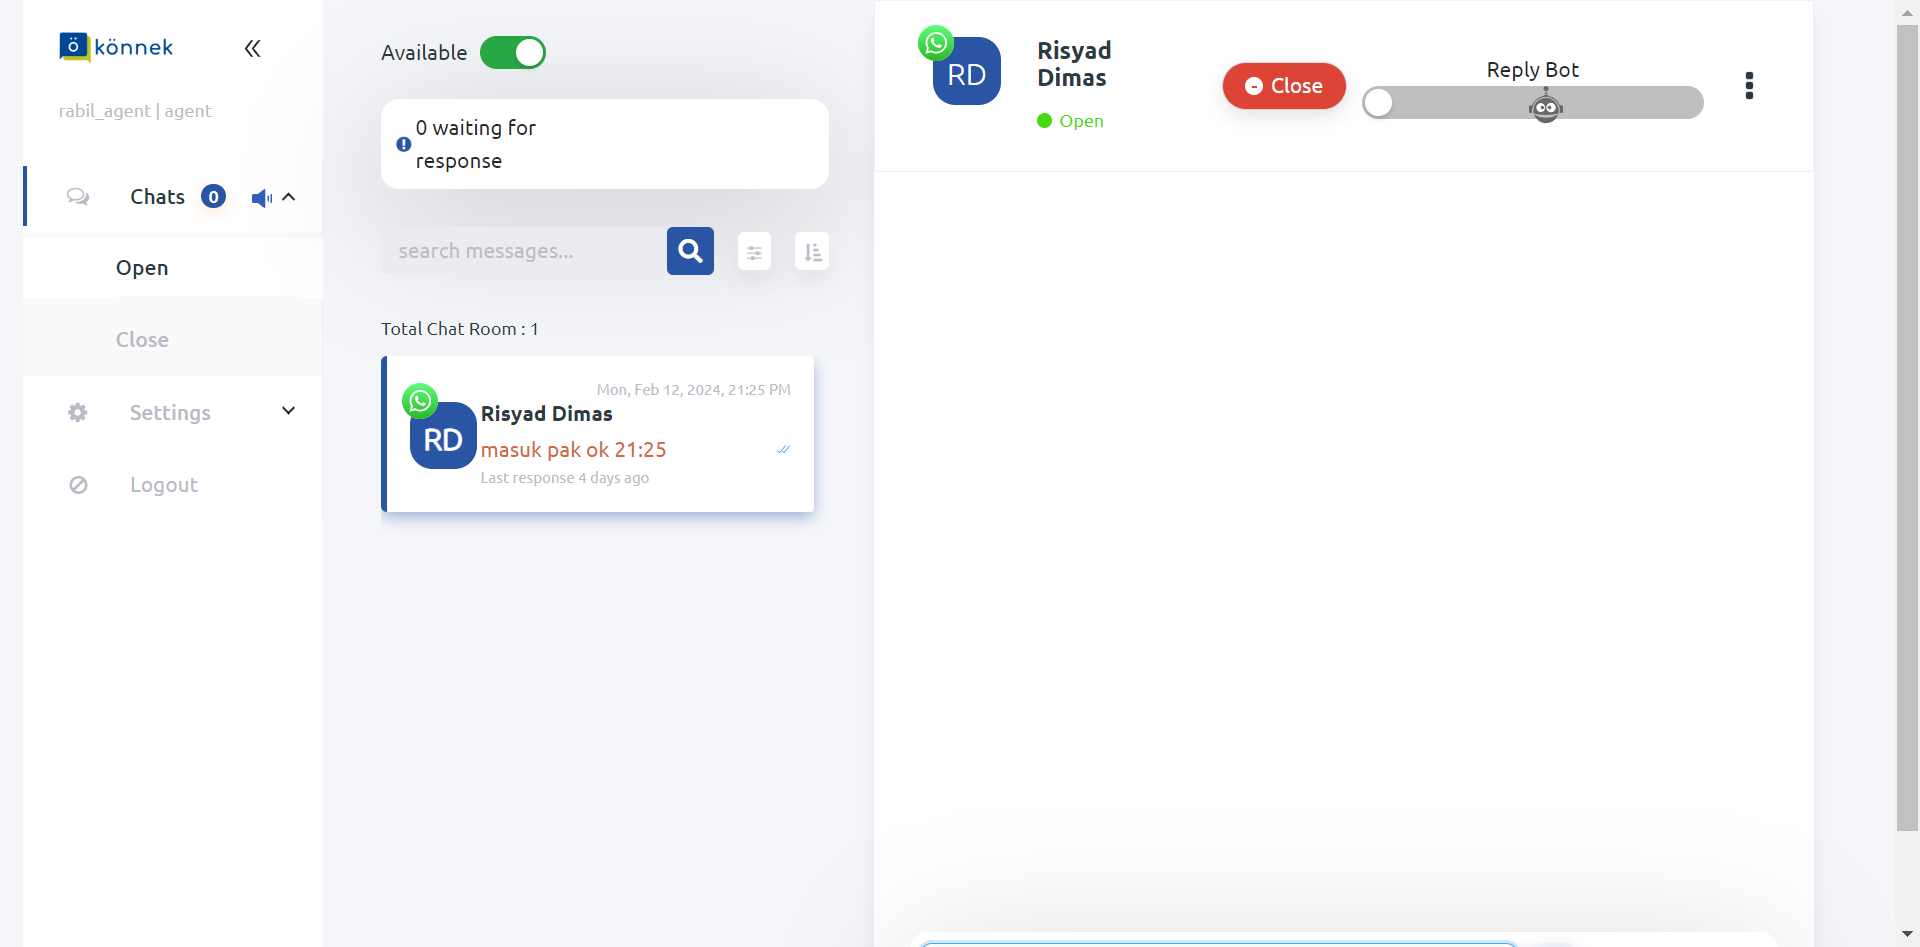 ö könnek
rabil_agent | agent
Chats 0
Open
Close
Settings
Logout
Available
0 waiting for
response
search messages...
Total Chat Room : 1
Mon, Feb 12, 2024, 21:25 PM
RD
Risyad Dimas
masuk pak ok 21:25
Last response 4 days ago
RD
Risyad
Dimas
Open
Close
Reply Bot